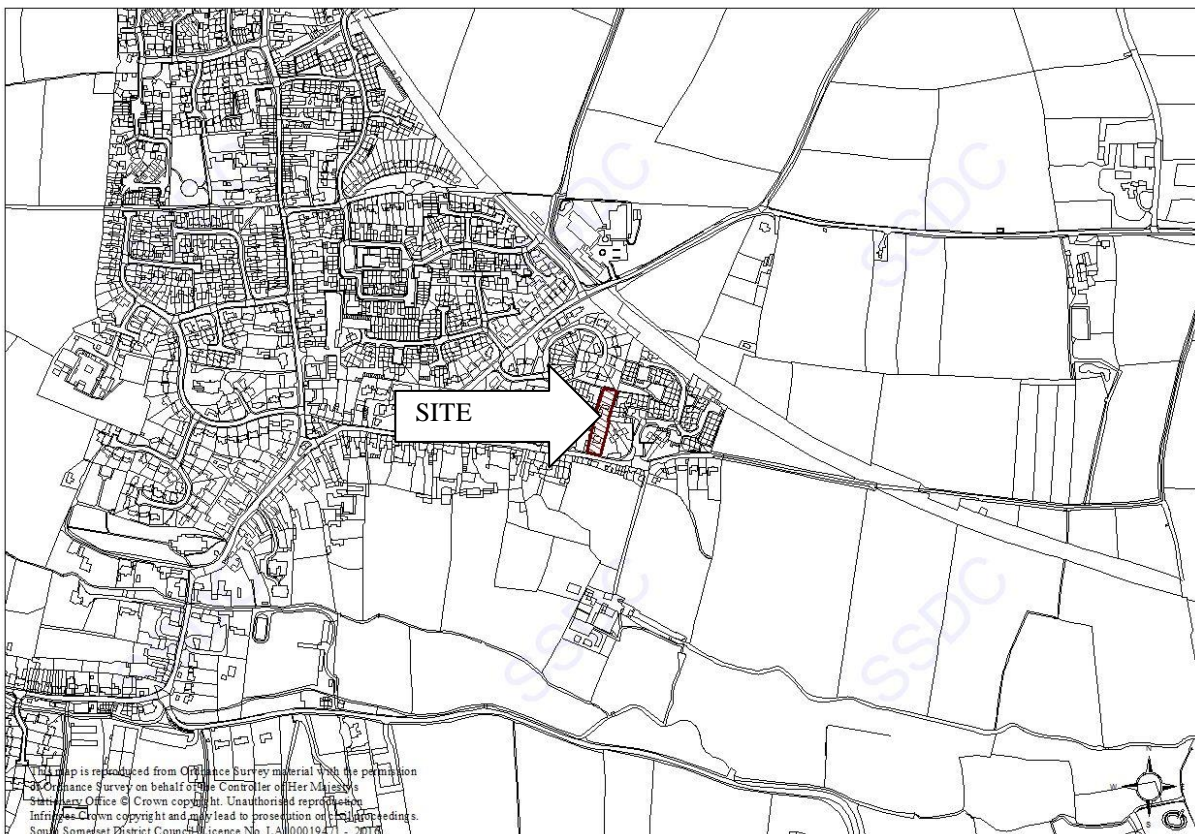 SSDC
SSDC
SSDC
SITE
SSDC
SSDC
This map is reproduced from Ordnance Survey material with the permission
of Ordnance Survey on behalf of the Controller of Her Majesty's
Stationery Office © Crown copyright. Unauthorised reproduction
Infringes Crown copyright and may lead to prosecution or civil proceedings.
South Somerset District Council Licence No. LA100019471 - 2016
N
W E
S